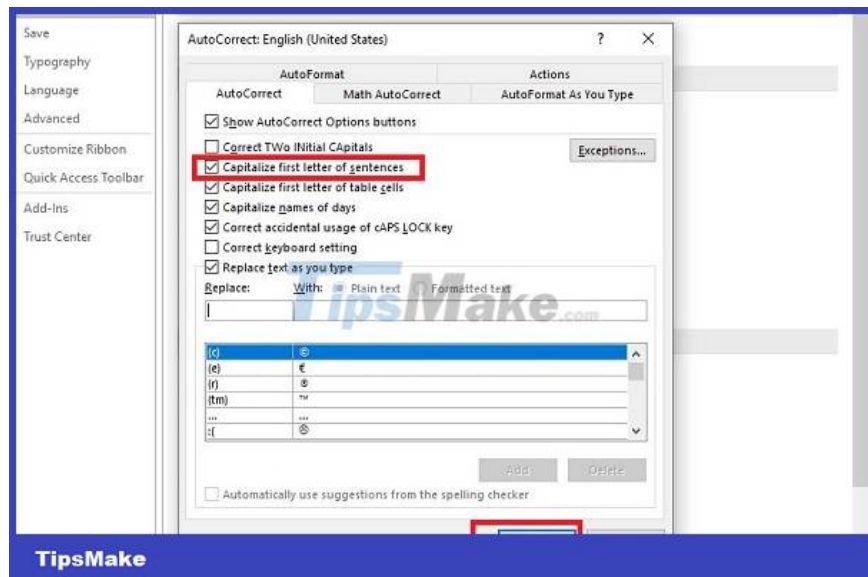 Save
Typography
Language
Advanced
Customize Ribbon
Quick Access Toolbar
Add-Ins
Trust Center
AutoCorrect: English (United States) ? ×
AutoFormat Actions
AutoCorrect Math AutoCorrect AutoFormat As You Type
Show AutoCorrect Options buttons
Correct TWo INitial CApitals
Exceptions...
Capitalize first letter of sentences
Capitalize first letter of table cells
Capitalize names of days
Correct accidental usage of cAPS LOCK key
Correct keyboard setting
Replace text as you type
Replace: With: Plain text Formatted text
TipsMake.com
(c) ©
(e) €
(r) ®
(tm) ™
... …
:( ☹
Add Delete
Automatically use suggestions from the spelling checker
TipsMake